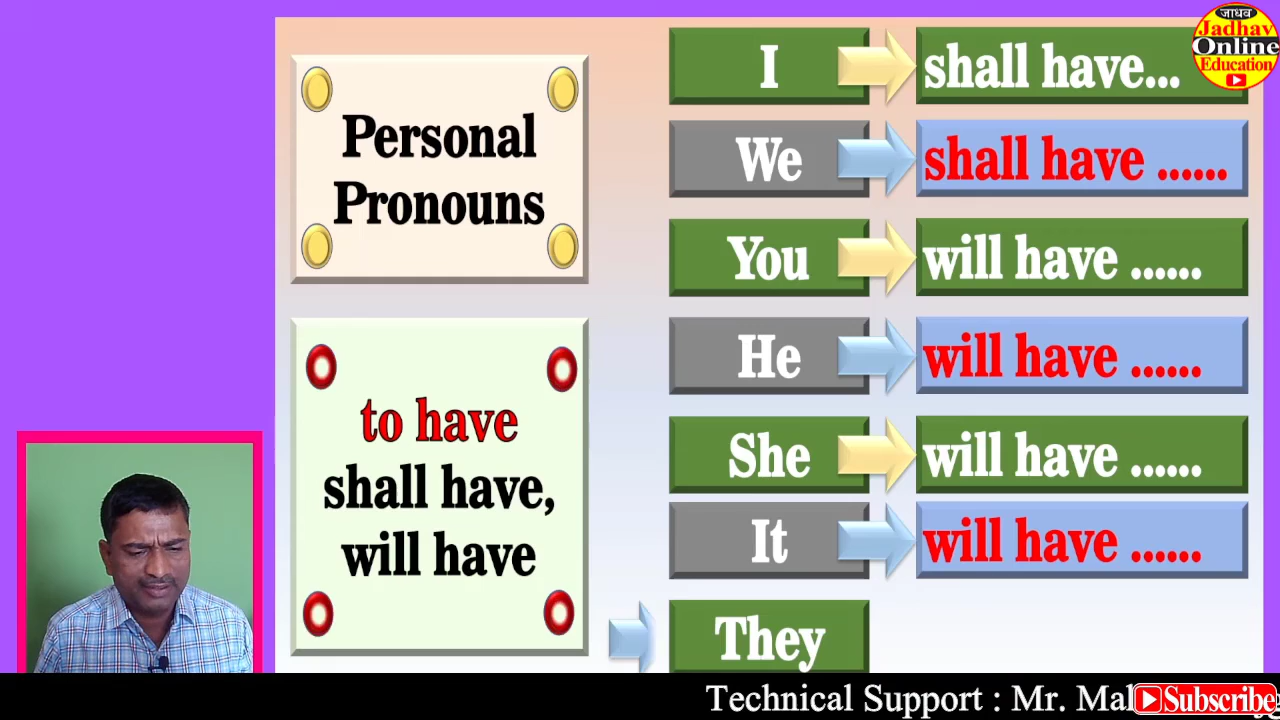 Personal
Pronouns
to have
shall have,
will have
I
shall have...
We
shall have ......
You
will have ......
He
will have ......
She
will have ......
It
will have ......
They
जाधव
Jadhav
Online
Education
Technical Support : Mr.
Subscribe